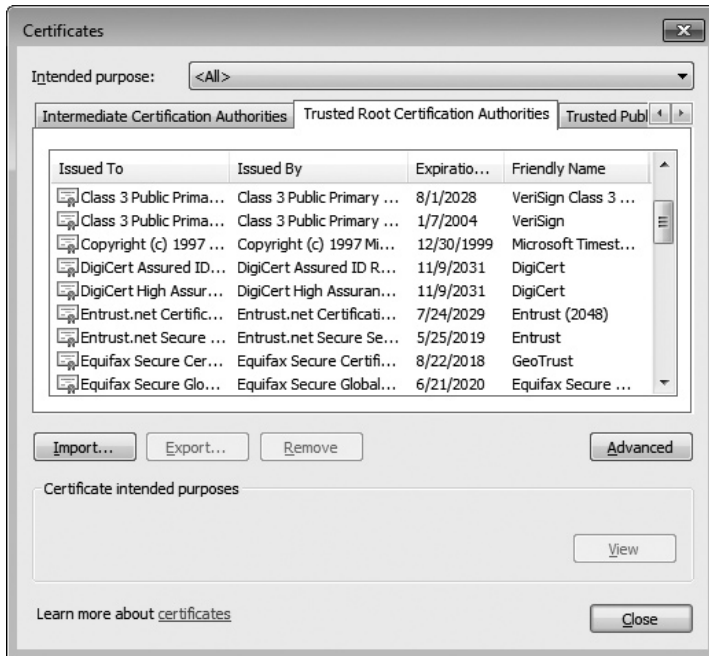 Certificates
Intended purpose: <All>
Intermediate Certification Authorities Trusted Root Certification Authorities Trusted Publ
Issued To Issued By Expiratio... Friendly Name
Class 3 Public Prima... Class 3 Public Primary ... 8/1/2028 VeriSign Class 3 ...
Class 3 Public Prima... Class 3 Public Primary ... 1/7/2004 VeriSign
Copyright (c) 1997 ... Copyright (c) 1997 Mi... 12/30/1999 Microsoft Timest...
DigiCert Assured ID... DigiCert Assured ID R... 11/9/2031 DigiCert
DigiCert High Assur... DigiCert High Assuran... 11/9/2031 DigiCert
Entrust.net Certific... Entrust.net Certificati... 7/24/2029 Entrust (2048)
Entrust.net Secure ... Entrust.net Secure Se... 5/25/2019 Entrust
Equifax Secure Cer... Equifax Secure Certifi... 8/22/2018 GeoTrust
Equifax Secure Glo... Equifax Secure Global... 6/21/2020 Equifax Secure ...
Import... Export... Remove Advanced
Certificate intended purposes
View
Learn more about certificates
Close